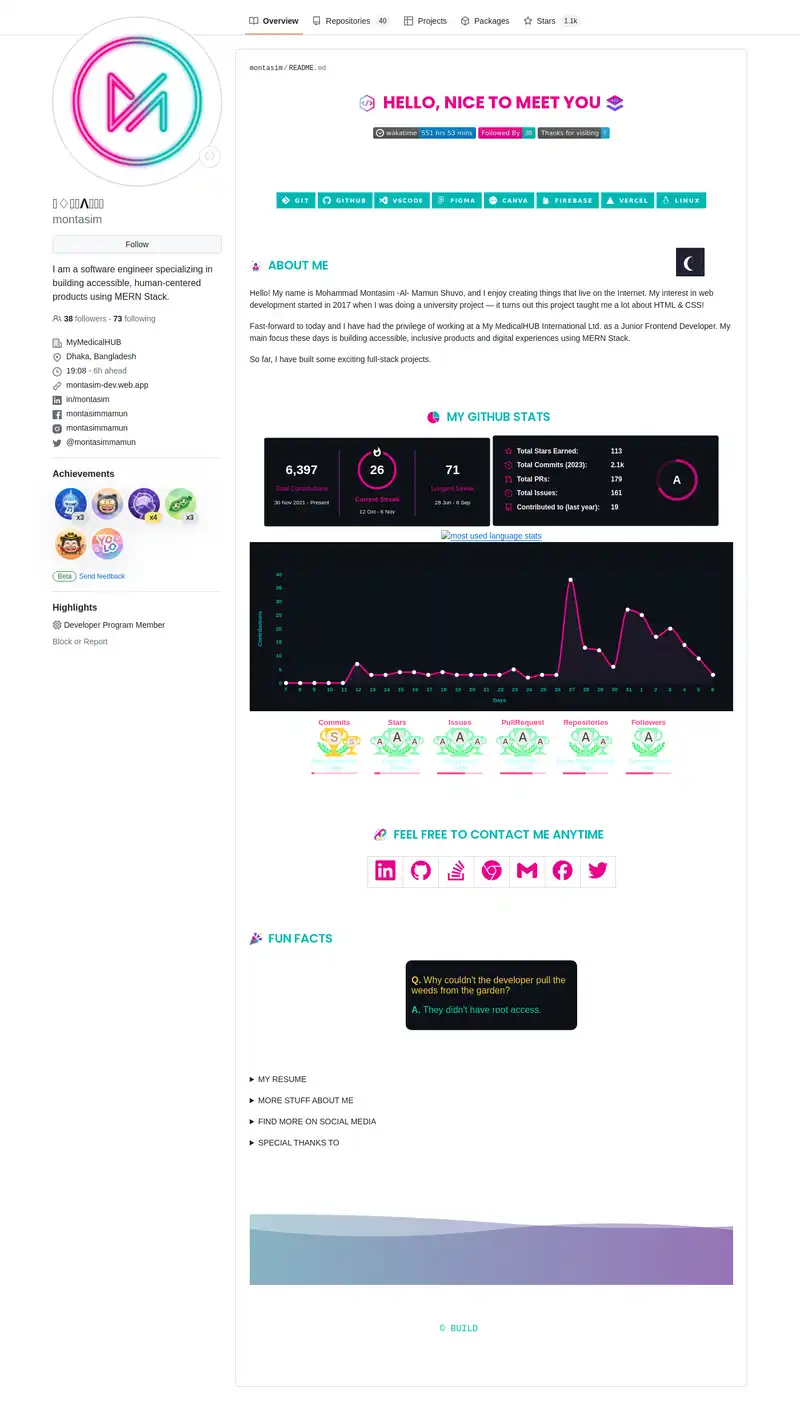 Overview
Repositories 40
Projects
Packages
Stars 1.1k
montasim
Follow
I am a software engineer specializing in
building accessible, human-centered
products using MERN Stack.
38 followers · 73 following
MyMedicalHUB
Dhaka, Bangladesh
19:08 - 6h ahead
montasim-dev.web.app
in/montasim
montasimmamun
montasimmamun
@montasimmamun
Achievements
x3
x4
x3
YOLO
Beta Send feedback
Highlights
Developer Program Member
Block or Report
montasim/README.md
HELLO, NICE TO MEET YOU
wakatime 551 hrs 53 mins
Followed By 38
Thanks for visiting
GIT
GITHUB
VSCODE
FIGMA
CANVA
FIREBASE
VERCEL
LINUX
ABOUT ME
Hello! My name is Mohammad Montasim -Al- Mamun Shuvo, and I enjoy creating things that live on the Internet. My interest in web
development started in 2017 when I was doing a university project — it turns out this project taught me a lot about HTML & CSS!
Fast-forward to today and I have had the privilege of working at a My MedicalHUB International Ltd. as a Junior Frontend Developer. My
main focus these days is building accessible, inclusive products and digital experiences using MERN Stack.
So far, I have built some exciting full-stack projects.
MY GITHUB STATS
6,397
Total Contributions
30 Nov 2021 - Present
26
Current Streak
12 Oct - 6 Nov
71
Longest Streak
28 Jun - 6 Sep
Total Stars Earned: 113
Total Commits (2023): 2.1k
Total PRs: 179
Total Issues: 161
Contributed to (last year): 19
A
most used language stats
Contributions
40
35
30
25
20
15
10
5
0
7 8 9 10 11 12 13 14 15 16 17 18 19 20 21 22 23 24 25 26 27 28 29 30 31 1 2 3 4 5 6
Days
Commits
S
S
Stars
A A A
Issues
A A A
PullRequest
A A A
Repositories
A A
Followers
A
FEEL FREE TO CONTACT ME ANYTIME
FUN FACTS
Q. Why couldn't the developer pull the
weeds from the garden?
A. They didn't have root access.
MY RESUME
MORE STUFF ABOUT ME
FIND MORE ON SOCIAL MEDIA
SPECIAL THANKS TO
© BUILD